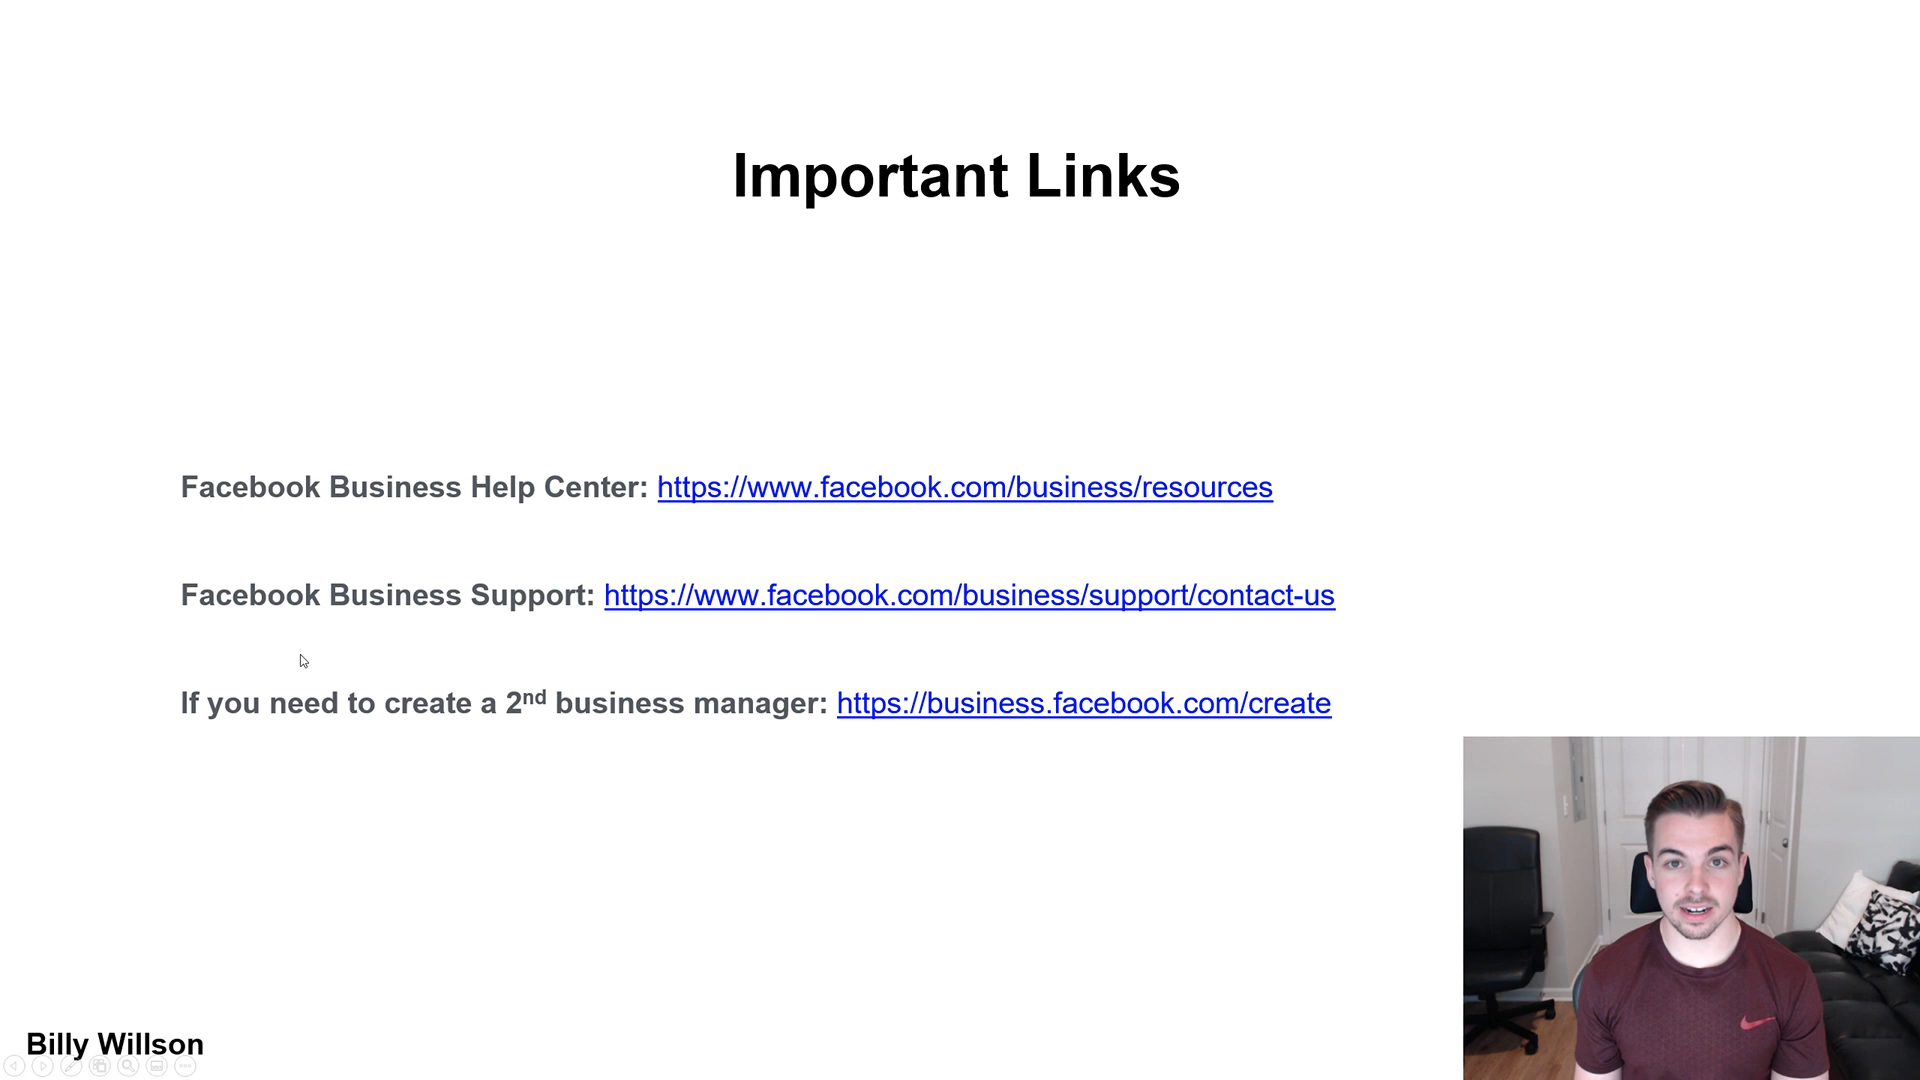 Important Links
Facebook Business Help Center: https://www.facebook.com/business/resources
Facebook Business Support: https://www.facebook.com/business/support/contact-us
If you need to create a 2nd business manager: https://business.facebook.com/create
Billy Willson